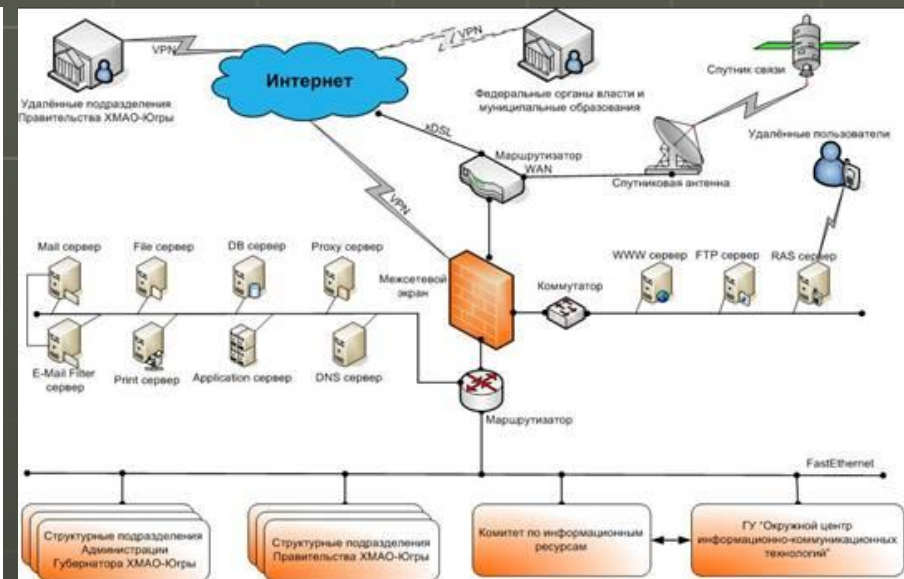 VPN
Интернет
VPN
Спутник связи
Удалённые подразделения
Правительства ХМАО-Югры
Федеральные органы власти и
муниципальные образования
xDSL
Маршрутизатор
WAN
Удалённые пользователи
Спутниковая антенна
VPN
Mail сервер
File сервер
DB сервер
Proxy сервер
Межсетевой
экран
Коммутатор
WWW сервер
FTP сервер
RAS сервер
E-Mail Filter
сервер
Print сервер
Application сервер
DNS сервер
Маршрутизатор
FastEthernet
Структурные подразделения
Администрации
Губернатора ХМАО-Югры
Структурные подразделения
Правительства ХМАО-Югры
Комитет по информационным
ресурсам
ГУ "Окружной центр
информационно-коммуникационных
технологий"